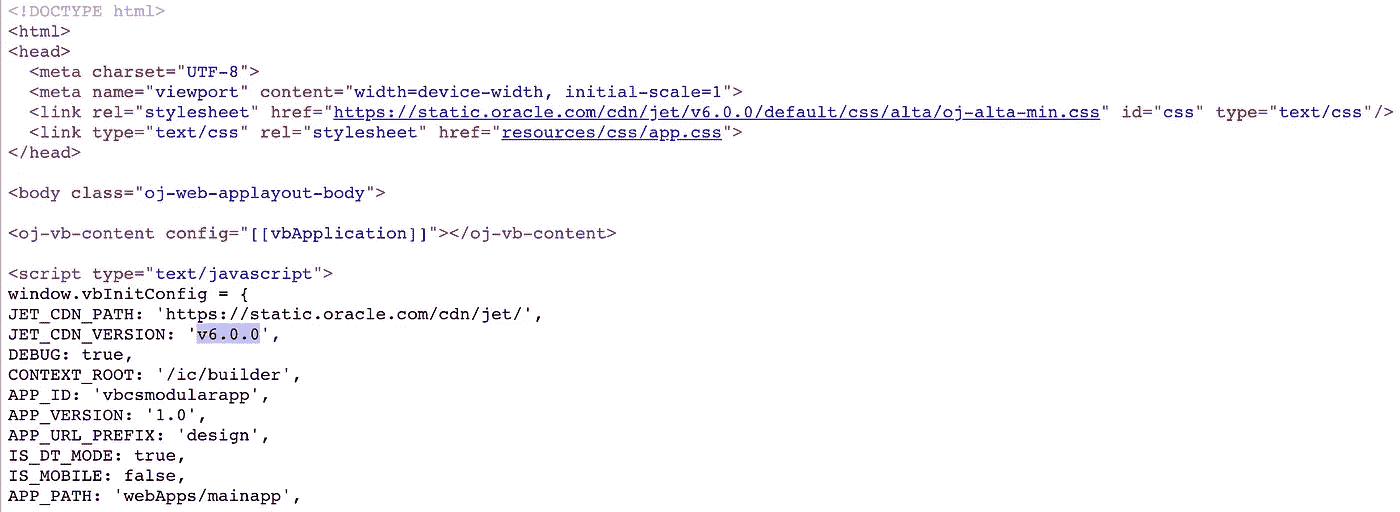 <!DOCTYPE html>
<html>
<head>
  <meta charset="UTF-8">
  <meta name="viewport" content="width=device-width, initial-scale=1">
  <link rel="stylesheet" href="https://static.oracle.com/cdn/jet/v6.0.0/default/css/alta/oj-alta-min.css" id="css" type="text/css"/>
  <link type="text/css" rel="stylesheet" href="resources/css/app.css">
</head>
<body class="oj-web-applayout-body">
<oj-vb-content config="[[vbApplication]]"></oj-vb-content>
<script type="text/javascript">
window.vbInitConfig = {
JET_CDN_PATH: 'https://static.oracle.com/cdn/jet/',
JET_CDN_VERSION: 'v6.0.0',
DEBUG: true,
CONTEXT_ROOT: '/ic/builder',
APP_ID: 'vbcsmodularapp',
APP_VERSION: '1.0',
APP_URL_PREFIX: 'design',
IS_DT_MODE: true,
IS_MOBILE: false,
APP_PATH: 'webApps/mainapp',